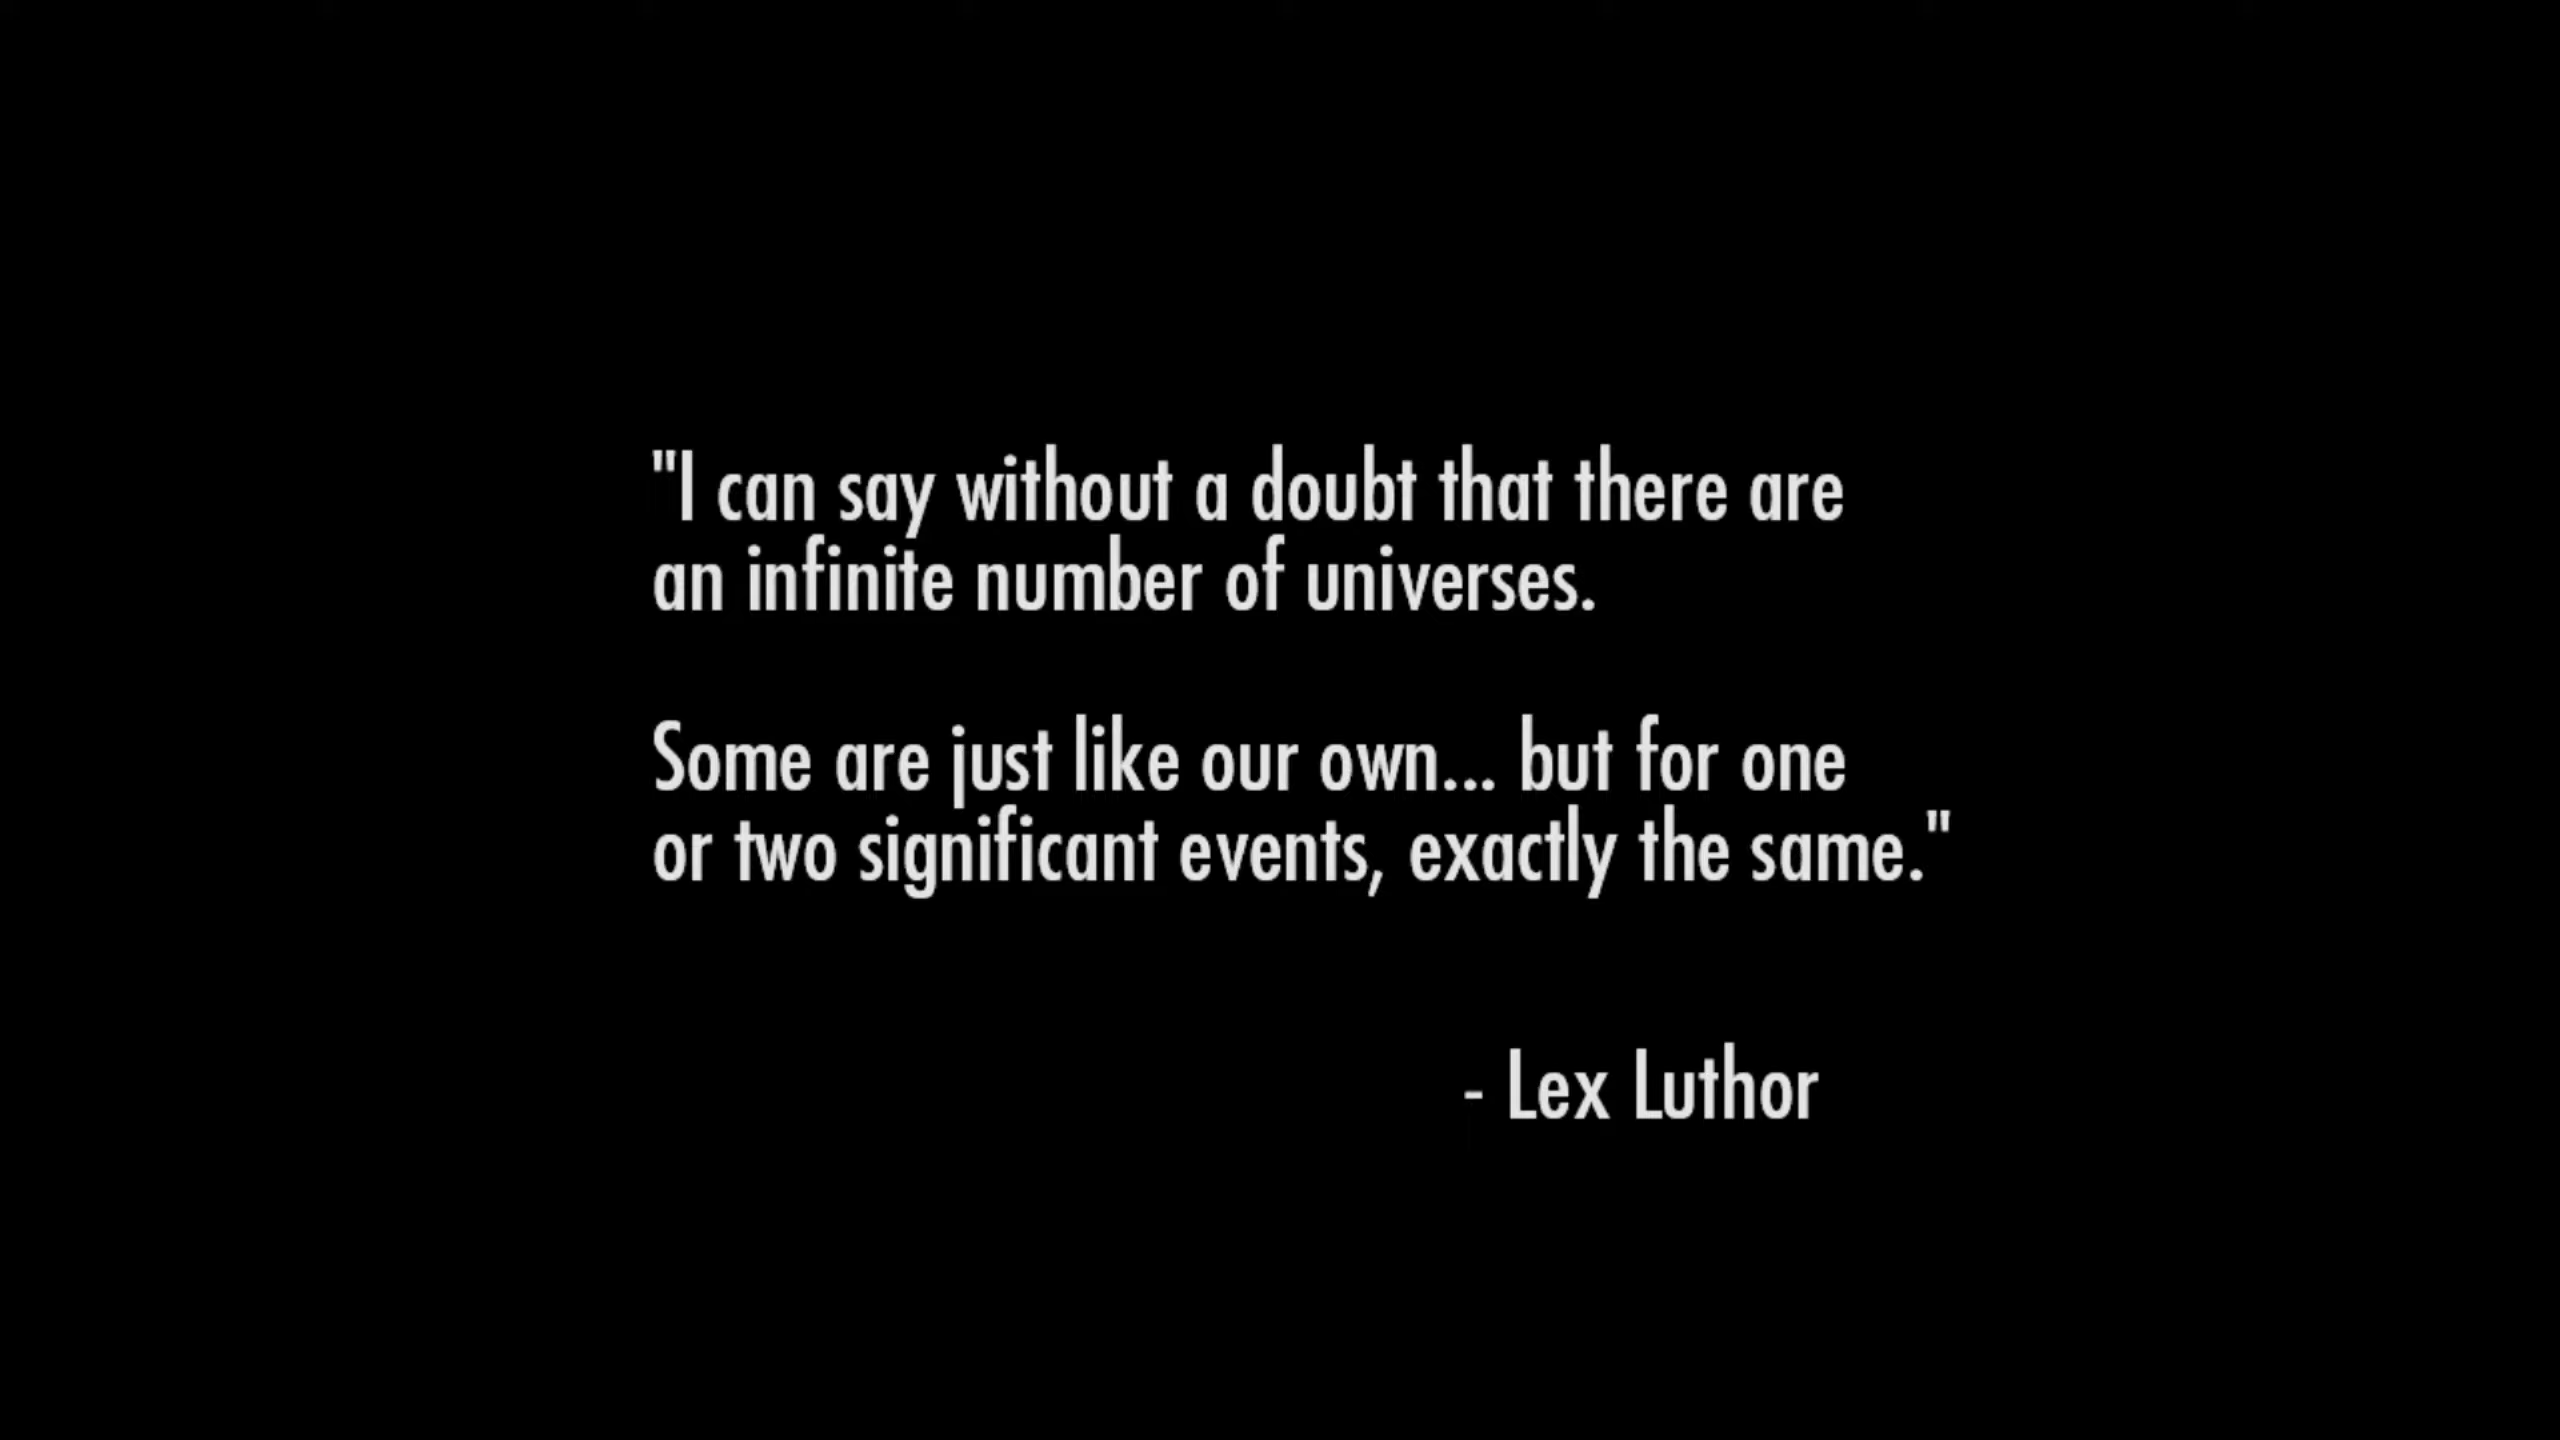 "I can say without a doubt that there are
an infinite number of universes.
Some are just like our own... but for one
or two significant events, exactly the same."
- Lex Luthor